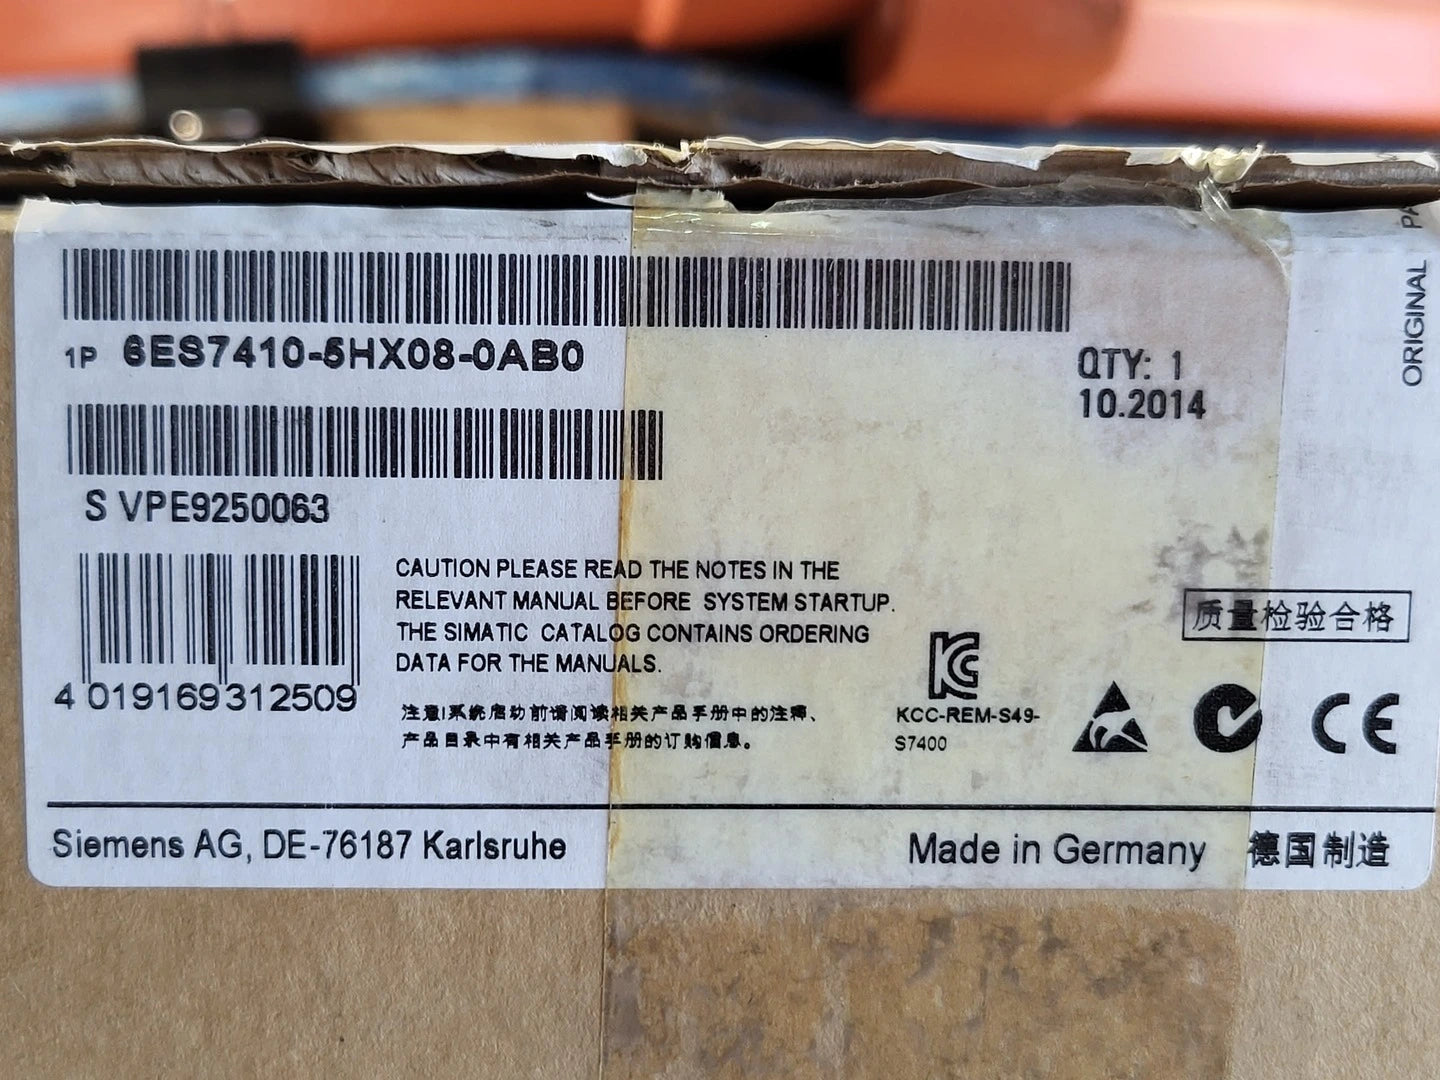 1P 6ES7410-5HX08-0AB0
QTY: 1
10.2014
S VPE9250063
4 019169 312509
CAUTION PLEASE READ THE NOTES IN THE
RELEVANT MANUAL BEFORE SYSTEM STARTUP.
THE SIMATIC CATALOG CONTAINS ORDERING
DATA FOR THE MANUALS.
注意!系统启动前请阅读相关产品手册中的注释、
产品目录中有相关产品手册的订购信息。
KCC-REM-S49-
S7400
质量检验合格
CE
Siemens AG, DE-76187 Karlsruhe
Made in Germany 德国制造
ORIGINAL